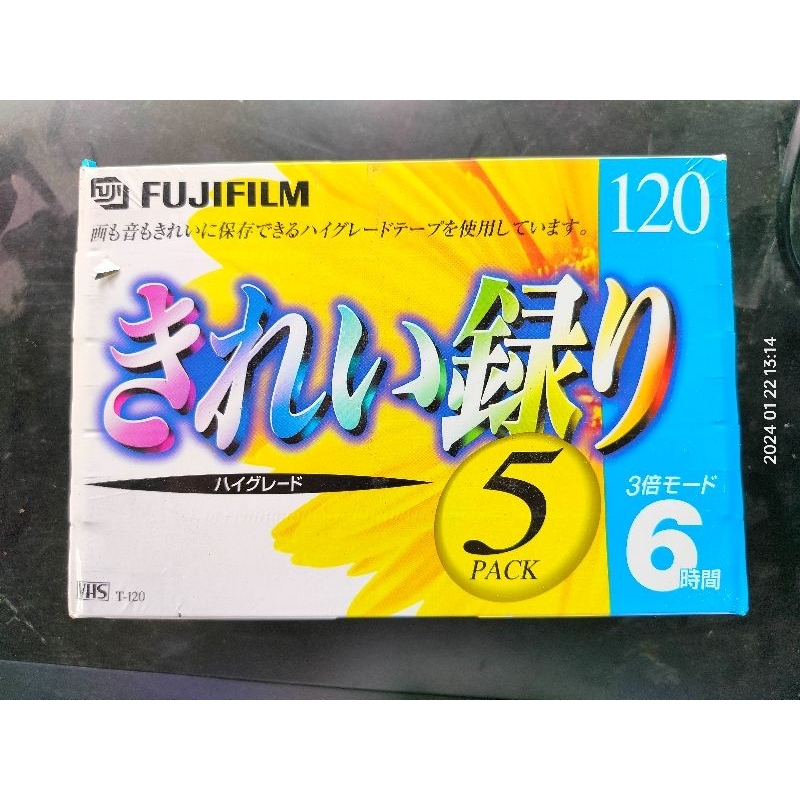 FUJI FUJIFILM
120
画も音もきれいに保存できるハイグレードテープを使用しています。
きれい録り
ハイグレード
5
PACK
3倍モード
6時間
VHS T-120
2024 01 22 13:14